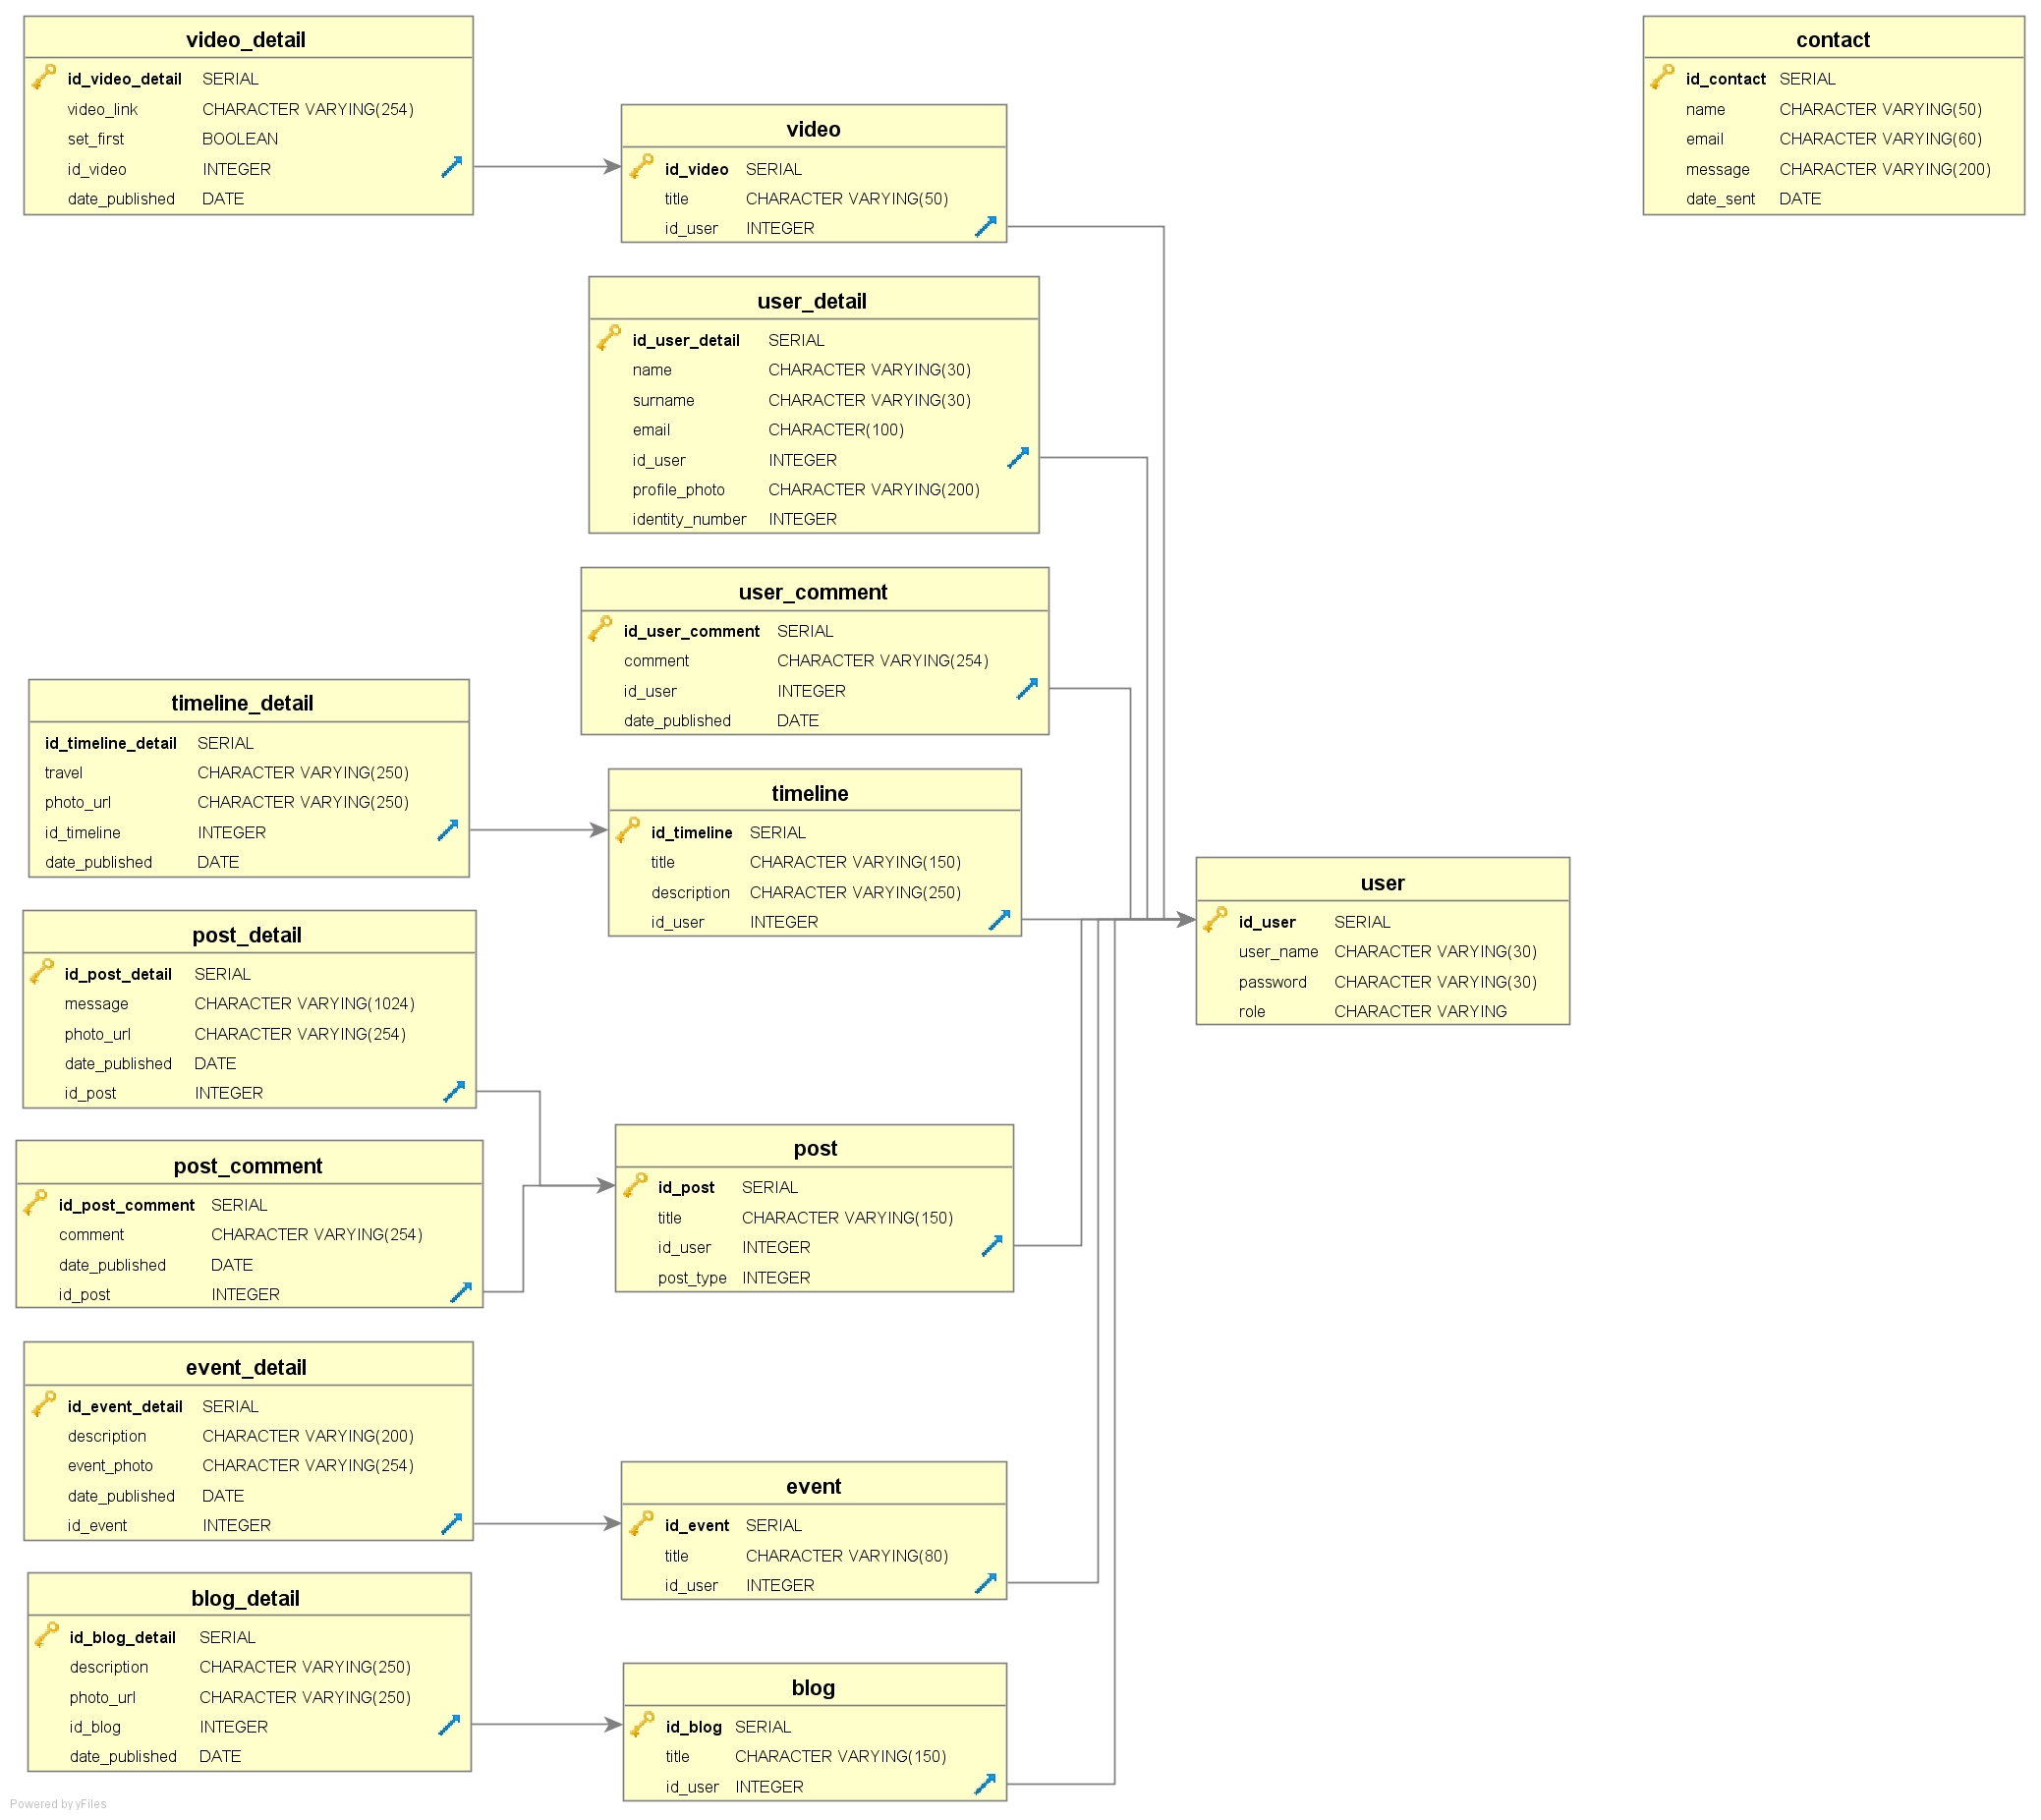 video_detail
id_video_detail SERIAL
video_link CHARACTER VARYING(254)
set_first BOOLEAN
id_video INTEGER
date_published DATE
contact
id_contact SERIAL
name CHARACTER VARYING(50)
email CHARACTER VARYING(60)
message CHARACTER VARYING(200)
date_sent DATE
video
id_video SERIAL
title CHARACTER VARYING(50)
id_user INTEGER
user_detail
id_user_detail SERIAL
name CHARACTER VARYING(30)
surname CHARACTER VARYING(30)
email CHARACTER(100)
id_user INTEGER
profile_photo CHARACTER VARYING(200)
identity_number INTEGER
user_comment
id_user_comment SERIAL
comment CHARACTER VARYING(254)
id_user INTEGER
date_published DATE
timeline_detail
id_timeline_detail SERIAL
travel CHARACTER VARYING(250)
photo_url CHARACTER VARYING(250)
id_timeline INTEGER
date_published DATE
timeline
id_timeline SERIAL
title CHARACTER VARYING(150)
description CHARACTER VARYING(250)
id_user INTEGER
user
id_user SERIAL
user_name CHARACTER VARYING(30)
password CHARACTER VARYING(30)
role CHARACTER VARYING
post_detail
id_post_detail SERIAL
message CHARACTER VARYING(1024)
photo_url CHARACTER VARYING(254)
date_published DATE
id_post INTEGER
post_comment
id_post_comment SERIAL
comment CHARACTER VARYING(254)
date_published DATE
id_post INTEGER
post
id_post SERIAL
title CHARACTER VARYING(150)
id_user INTEGER
post_type INTEGER
event_detail
id_event_detail SERIAL
description CHARACTER VARYING(200)
event_photo CHARACTER VARYING(254)
date_published DATE
id_event INTEGER
event
id_event SERIAL
title CHARACTER VARYING(80)
id_user INTEGER
blog_detail
id_blog_detail SERIAL
description CHARACTER VARYING(250)
photo_url CHARACTER VARYING(250)
id_blog INTEGER
date_published DATE
blog
id_blog SERIAL
title CHARACTER VARYING(150)
id_user INTEGER
Powered by yFiles